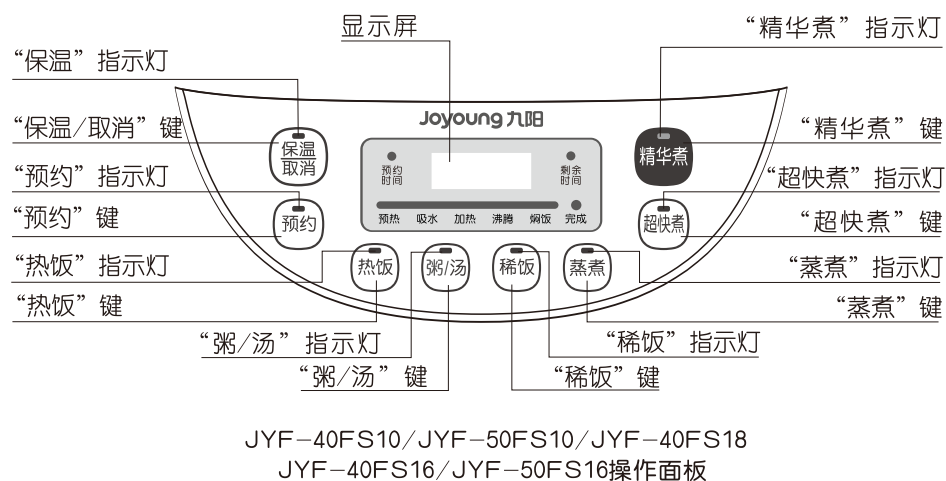 显示屏
“精华煮”指示灯
“保温”指示灯
“保温/取消”键
“精华煮”键
“预约”指示灯
“超快煮”指示灯
“预约”键
“超快煮”键
“热饭”指示灯
“蒸煮”指示灯
“热饭”键
“蒸煮”键
“粥/汤”指示灯
“稀饭”指示灯
“粥/汤”键
“稀饭”键
Joyoung九阳
保温
取消
预约
时间
剩余
时间
精华煮
预热 吸水 加热 沸腾 焖饭 完成
预约
超快煮
热饭
粥/汤
稀饭
蒸煮
JYF-40FS10/JYF-50FS10/JYF-40FS18
JYF-40FS16/JYF-50FS16操作面板